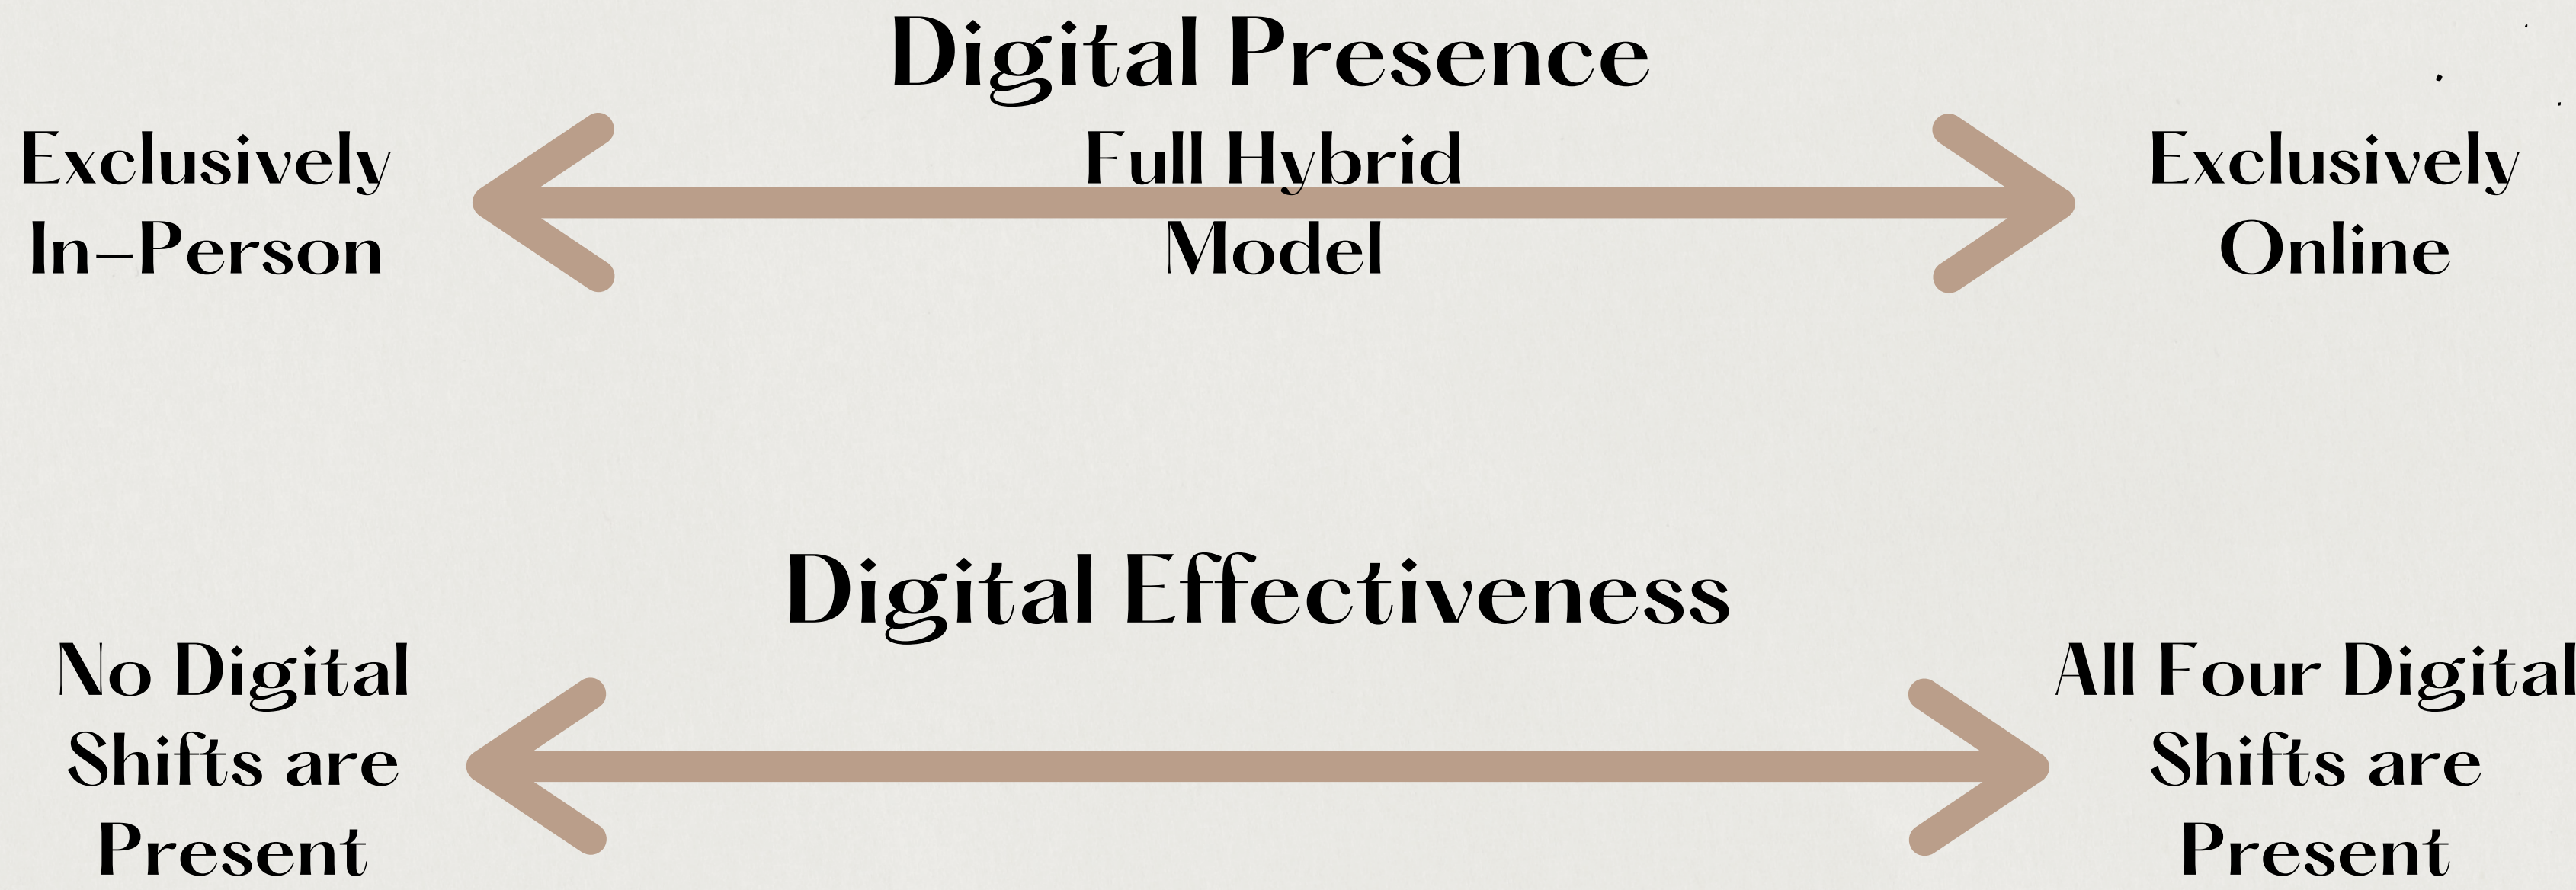 Digital Presence
Exclusively
In–Person
Full Hybrid
Model
Exclusively
Online
Digital Effectiveness
No Digital
Shifts are
Present
All Four Digital
Shifts are
Present